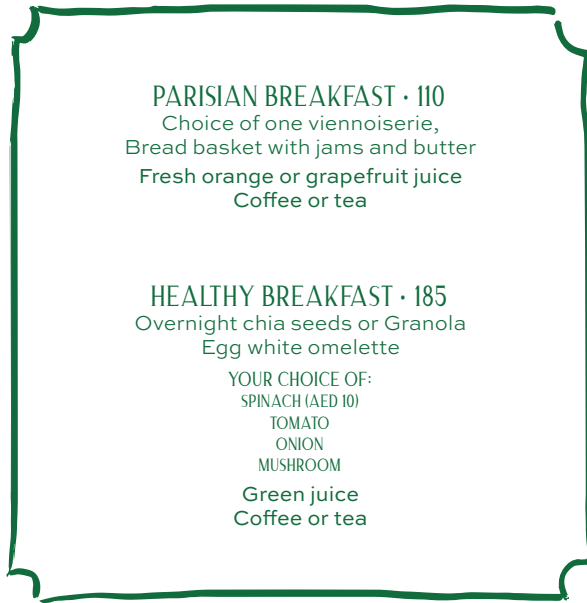 PARISIAN BREAKFAST • 110
Choice of one viennoiserie,
Bread basket with jams and butter
Fresh orange or grapefruit juice
Coffee or tea
HEALTHY BREAKFAST • 185
Overnight chia seeds or Granola
Egg white omelette
YOUR CHOICE OF:
SPINACH (AED 10)
TOMATO
ONION
MUSHROOM
Green juice
Coffee or tea